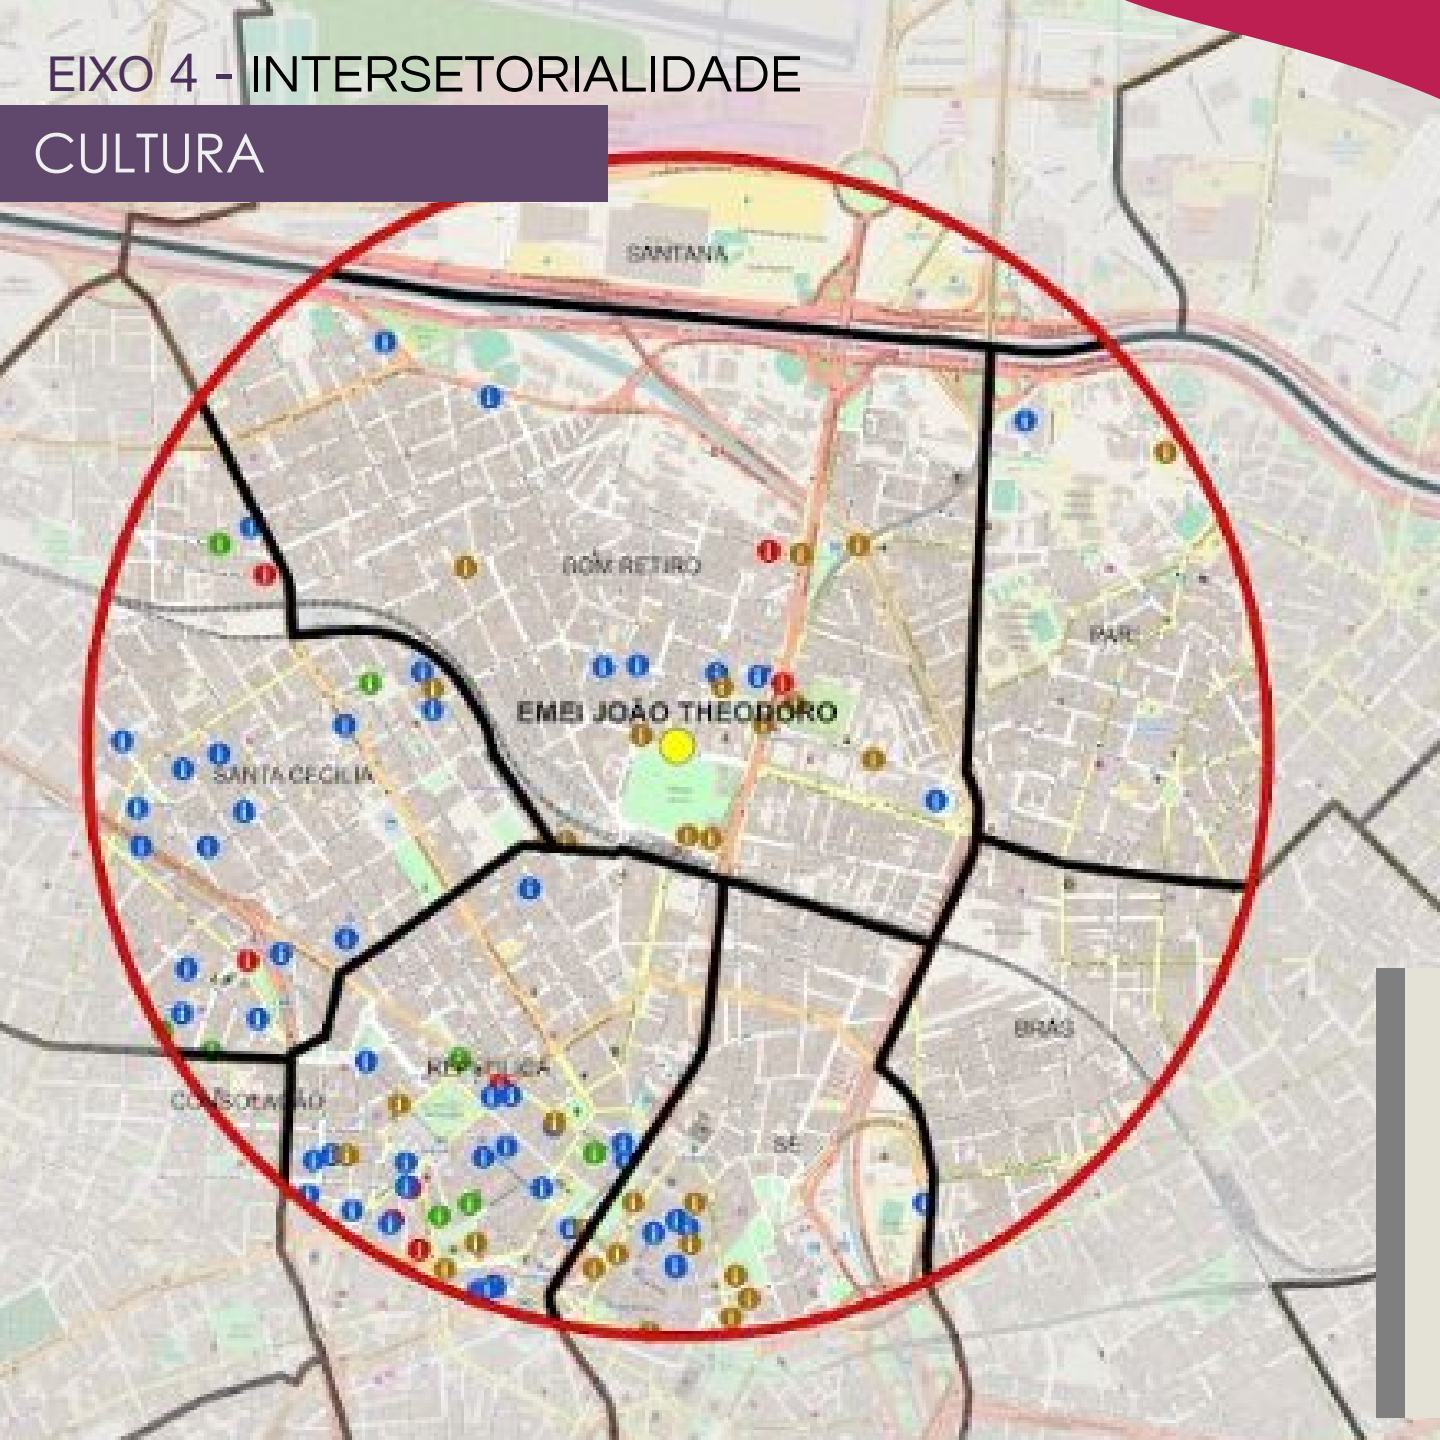 EIXO 4 - INTERSETORIALIDADE
CULTURA
SANTANA
BOM RETIRO
PARI
EMEI JOÃO THEODORO
SANTA CECILIA
BRÁS
REPÚBLICA
CONSOLAÇÃO
SÉ